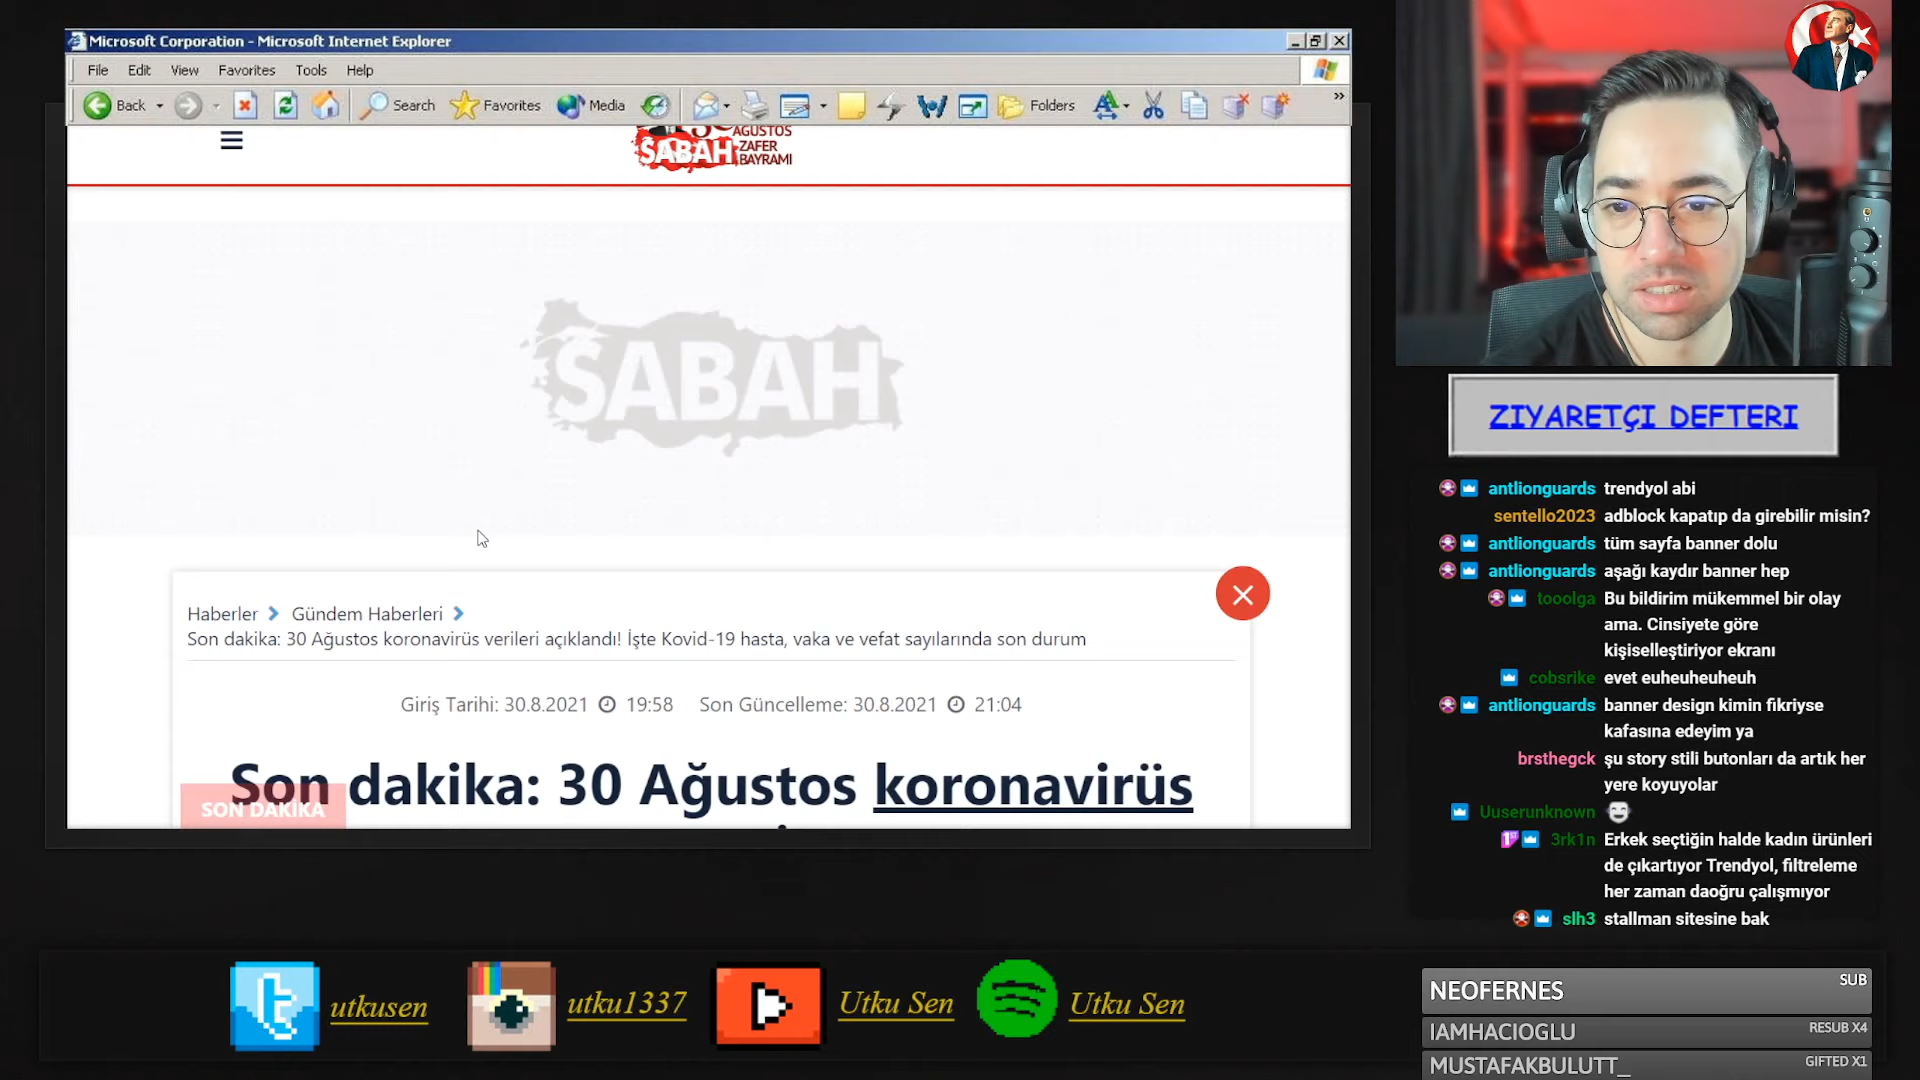 Microsoft Corporation - Microsoft Internet Explorer
File Edit View Favorites Tools Help
Back Search Favorites Media Folders
AĞUSTOS
SABAH ZAFER
BAYRAMI
SABAH
Haberler Gündem Haberleri
Son dakika: 30 Ağustos koronavirüs verileri açıklandı! İşte Kovid-19 hasta, vaka ve vefat sayılarında son durum
Giriş Tarihi: 30.8.2021 19:58 Son Güncelleme: 30.8.2021 21:04
Son dakika: 30 Ağustos koronavirüs
SON DAKİKA
ZIYARETÇI DEFTERI
antlionguards trendyol abi
sentello2023 adblock kapatıp da girebilir misin?
antlionguards tüm sayfa banner dolu
antlionguards aşağı kaydır banner hep
tooolga Bu bildirim mükemmel bir olay
ama. Cinsiyete göre
kişiselleştiriyor ekranı
cobsrike evet euheuheuheuh
antlionguards banner design kimin fikriyse
kafasına edeyim ya
brsthegck şu story stili butonları da artık her
yere koyuyolar
Uuserunknown
3rk1n Erkek seçtiğin halde kadın ürünleri
de çıkartıyor Trendyol, filtreleme
her zaman daoğru çalışmıyor
slh3 stallman sitesine bak
utkusen utku1337 Utku Sen Utku Sen
NEOFERNES SUB
IAMHACIOGLU RESUB X4
MUSTAFAKBULUTT_ GIFTED X1